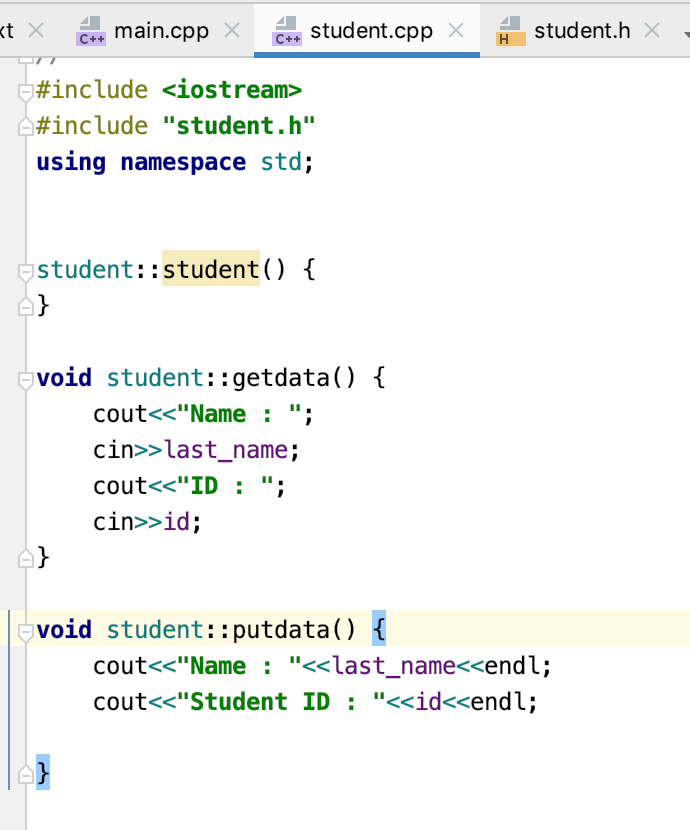 xt main.cpp student.cpp student.h
//
#include <iostream>
#include "student.h"
using namespace std;
student::student() {
}
void student::getdata() {
    cout<<"Name : ";
    cin>>last_name;
    cout<<"ID : ";
    cin>>id;
}
void student::putdata() {
    cout<<"Name : "<<last_name<<endl;
    cout<<"Student ID : "<<id<<endl;
}